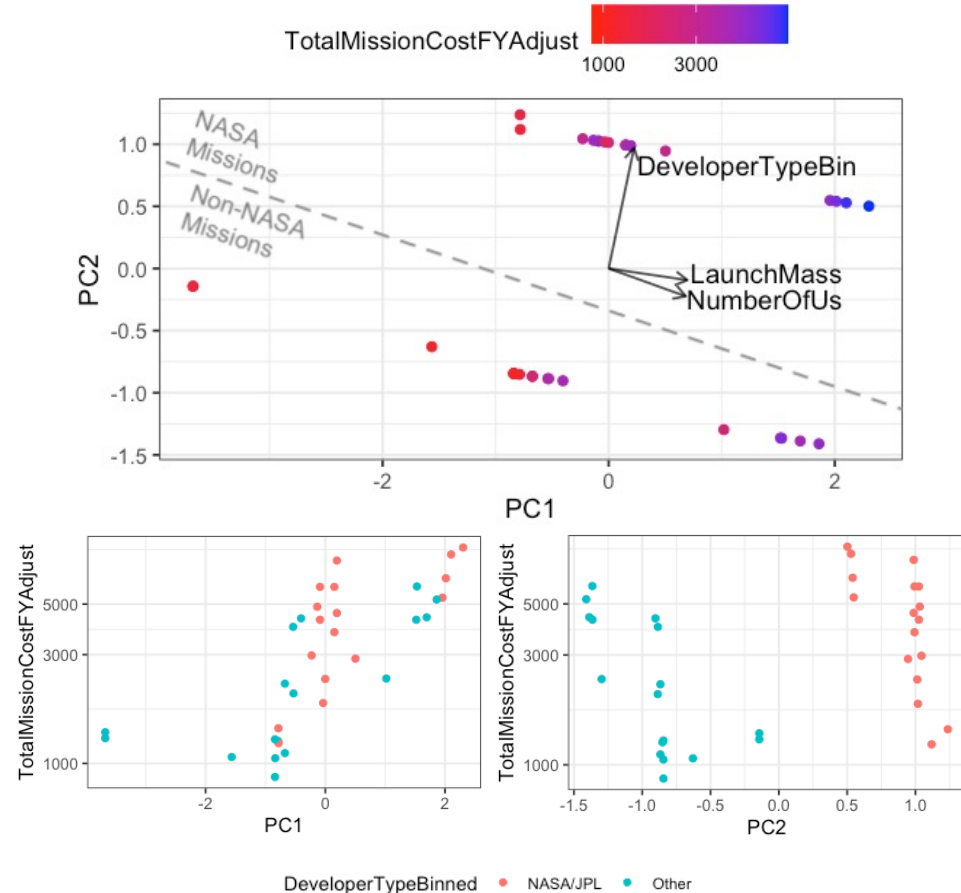 TotalMissionCostFYAdjust
1000 3000
NASA
Missions
Non-NASA
Missions
DeveloperTypeBin
LaunchMass
NumberOfUs
PC2
1.0
0.5
0.0
-0.5
-1.0
-1.5
-2 0 2
PC1
TotalMissionCostFYAdjust
5000
3000
1000
-2 0 2
PC1
TotalMissionCostFYAdjust
5000
3000
1000
-1.5 -1.0 -0.5 0.0 0.5 1.0
PC2
DeveloperTypeBinned NASA/JPL Other